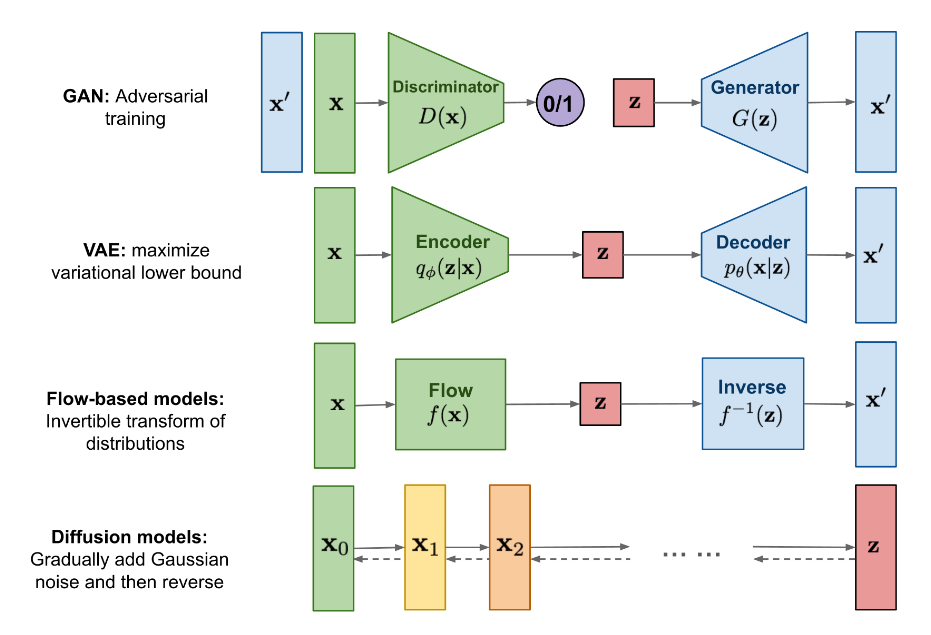 GAN: Adversarial
training
x′
x
Discriminator
D(x)
0/1
z
Generator
G(z)
x′
VAE: maximize
variational lower bound
x
Encoder
qϕ(z|x)
z
Decoder
pθ(x|z)
x′
Flow-based models:
Invertible transform of
distributions
x
Flow
f(x)
z
Inverse
f⁻¹(z)
x′
Diffusion models:
Gradually add Gaussian
noise and then reverse
x₀
x₁
x₂
... ...
z